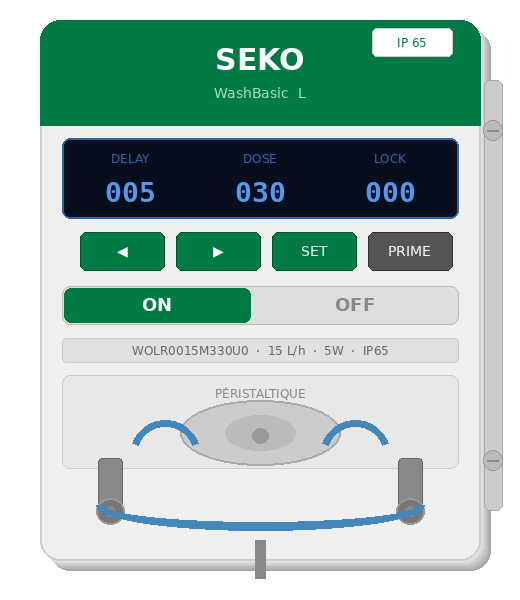 IP 65
SEKO
WashBasic L
DELAY DOSE LOCK
005 030 000
◄ ► SET PRIME
ON OFF
WOLR0015M330U0 · 15 L/h · 5W · IP65
PÉRISTALTIQUE